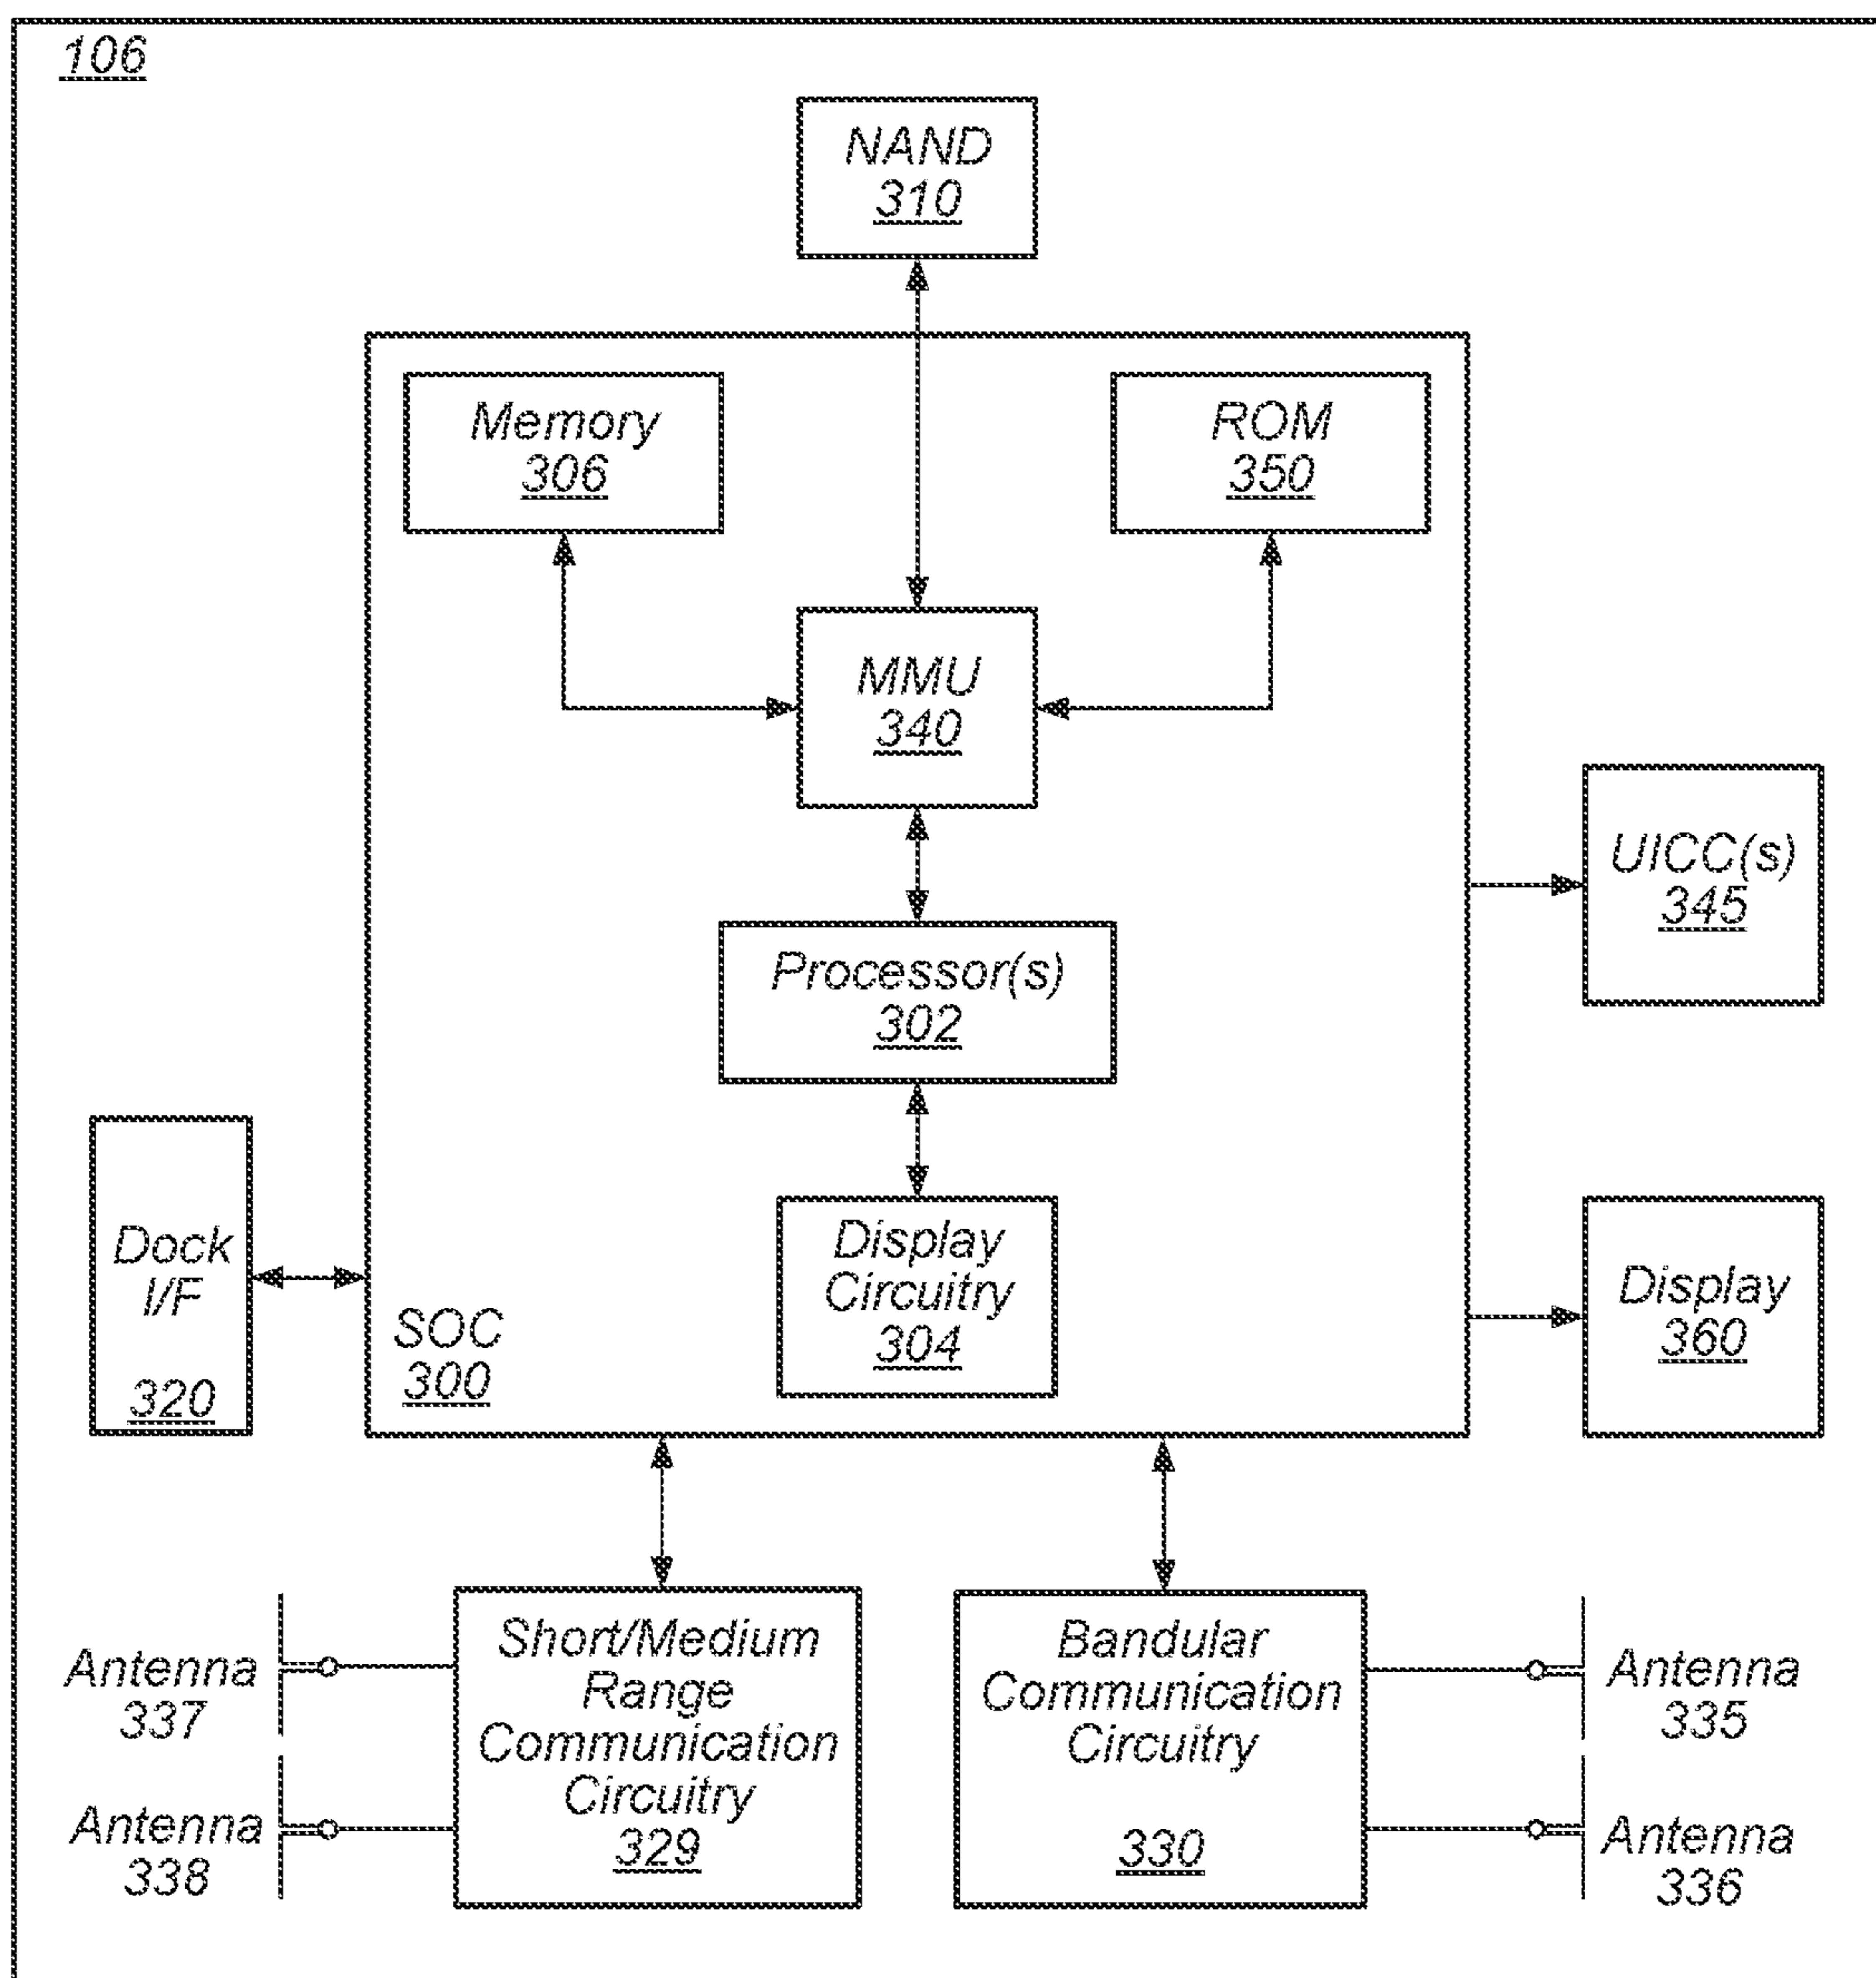 106
NAND
310
Memory
306
ROM
350
MMU
340
UICC(s)
345
Processor(s)
302
Dock
I/F
320
Display
Circuitry
304
SOC
300
Display
360
Short/Medium
Range
Communication
Circuitry
329
Bandular
Communication
Circuitry
330
Antenna
337
Antenna
338
Antenna
335
Antenna
336